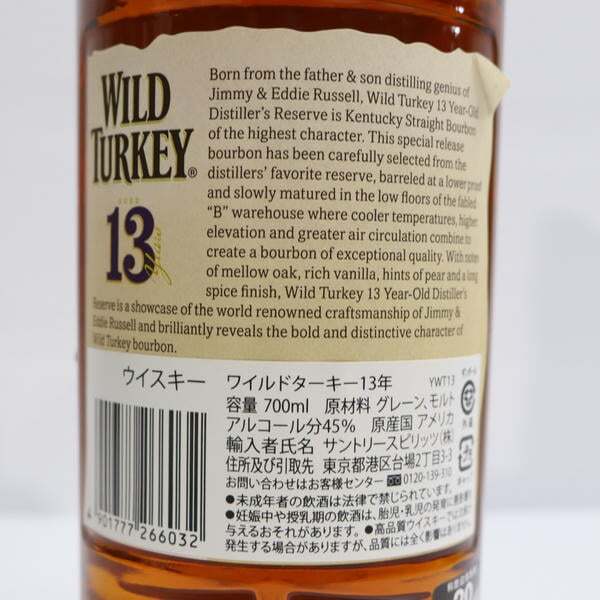 WILD
TURKEY®
AGED
13
Years
Born from the father & son distilling genius of
Jimmy & Eddie Russell, Wild Turkey 13 Year-Old
Distiller's Reserve is Kentucky Straight Bourbon
of the highest character. This special release
bourbon has been carefully selected from the
distillers' favorite reserve, barreled at a lower proof
and slowly matured in the low floors of the fabled
"B" warehouse where cooler temperatures, higher
elevation and greater air circulation combine to
create a bourbon of exceptional quality. With notes
of mellow oak, rich vanilla, hints of pear and a long
spice finish, Wild Turkey 13 Year-Old Distiller's
Reserve is a showcase of the world renowned craftsmanship of Jimmy &
Eddie Russell and brilliantly reveals the bold and distinctive character of
Wild Turkey bourbon.
ウイスキー
ワイルドターキー13年 YWT13
容量 700ml 原材料 グレーン、モルト
アルコール分45% 原産国 アメリカ
輸入者氏名 サントリースピリッツ(株)
住所及び引取先 東京都港区台場2丁目3-3
お問い合わせはお客様センター 0120-139-310
●未成年者の飲酒は法律で禁じられています。
●妊娠中や授乳期の飲酒は、胎児・乳児の発育に
与えるおそれがあります。●高品質ウイスキーでは
発生する場合がありますが、品質には全く影響は
4 901777 266032
キャ